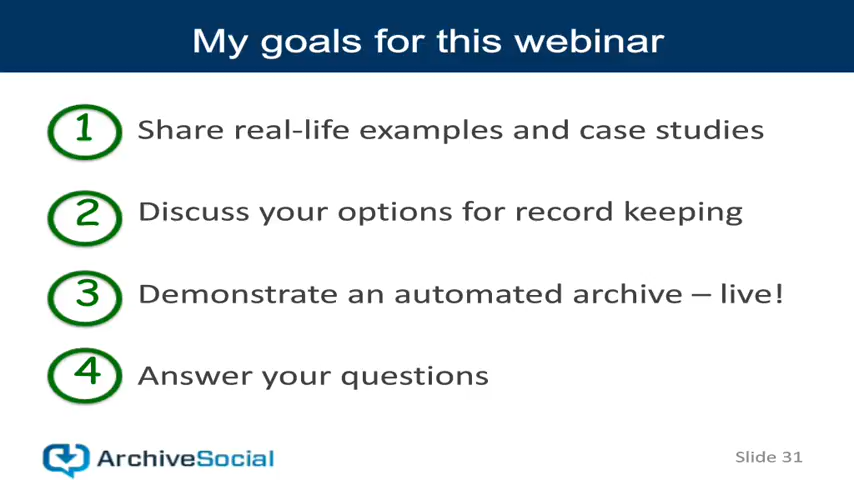 My goals for this webinar
1 Share real-life examples and case studies
2 Discuss your options for record keeping
3 Demonstrate an automated archive – live!
4 Answer your questions
ArchiveSocial
Slide 31